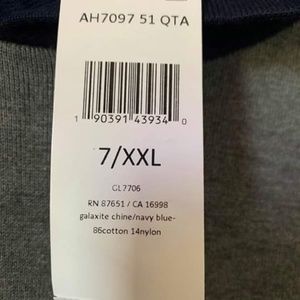 AH7097 51 QTA
1 90391 43934 0
7/XXL
GL7706
RN 87651 / CA 16998
galaxite chine/navy blue-
86cotton 14nylon